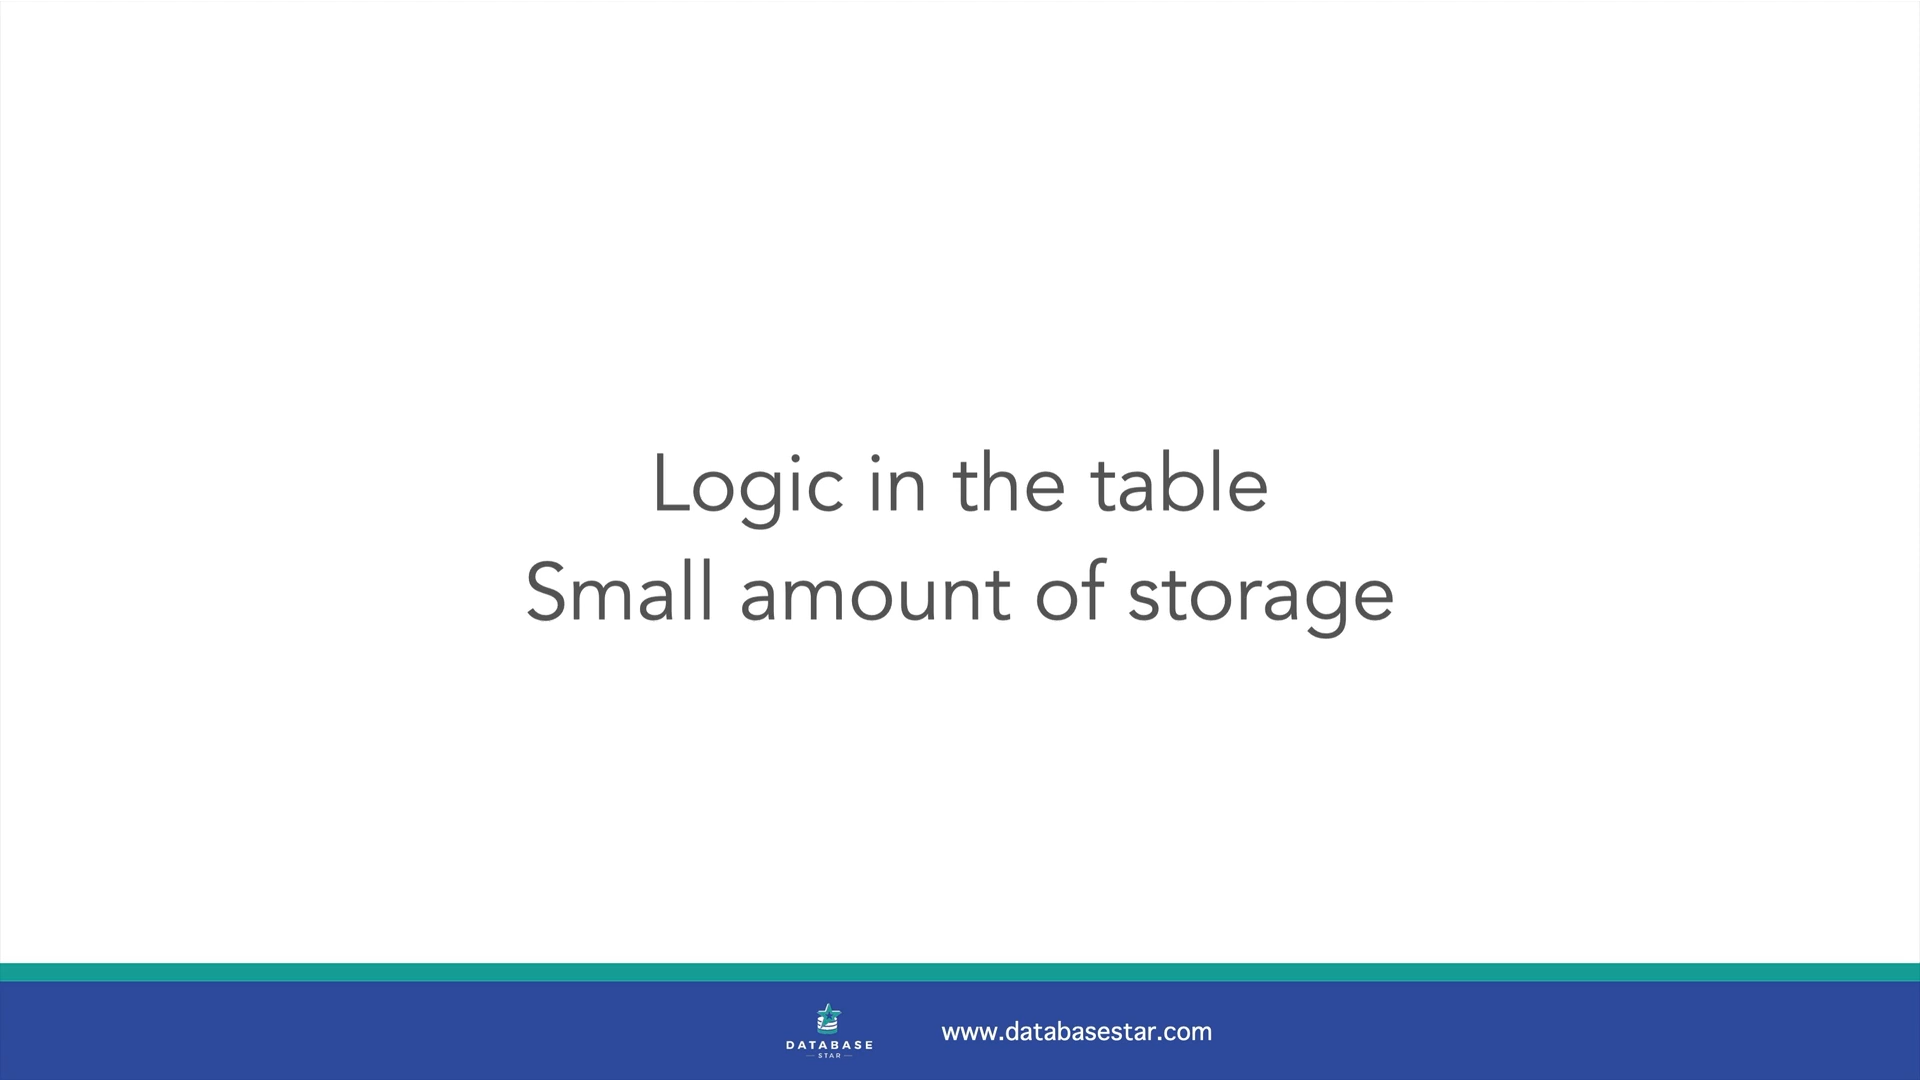 Logic in the table
Small amount of storage
DATABASE
STAR
www.databasestar.com